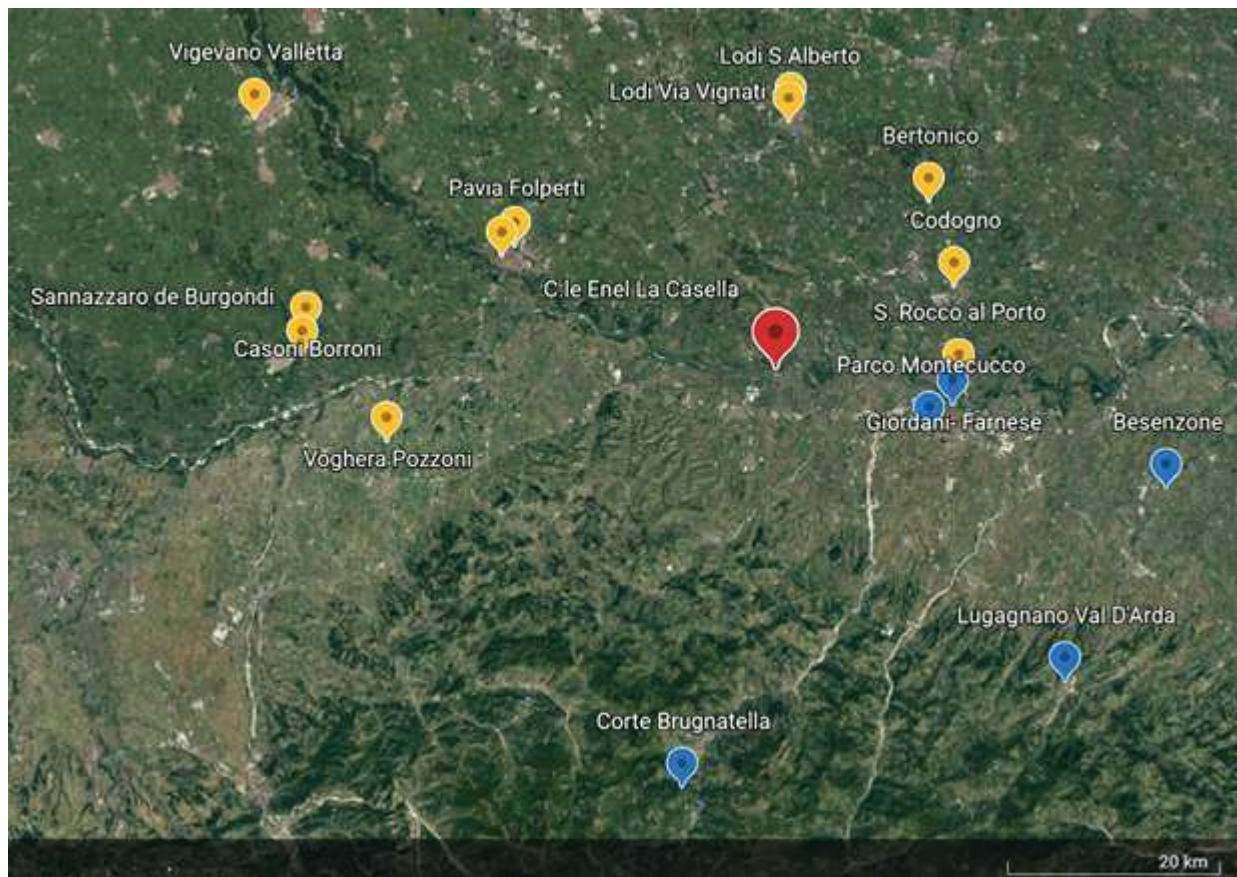 Vigevano Valletta
Lodi S.Alberto
Lodi Via Vignati
Bertonico
Pavia Folperti
Codogno
C.le Enel La Casella
Sannazzaro de Burgondi
S. Rocco al Porto
Casoni Borroni
Parco Montecucco
Giordani- Farnese
Besenzone
Voghera Pozzoni
Lugagnano Val D'Arda
Corte Brugnatella
20 km